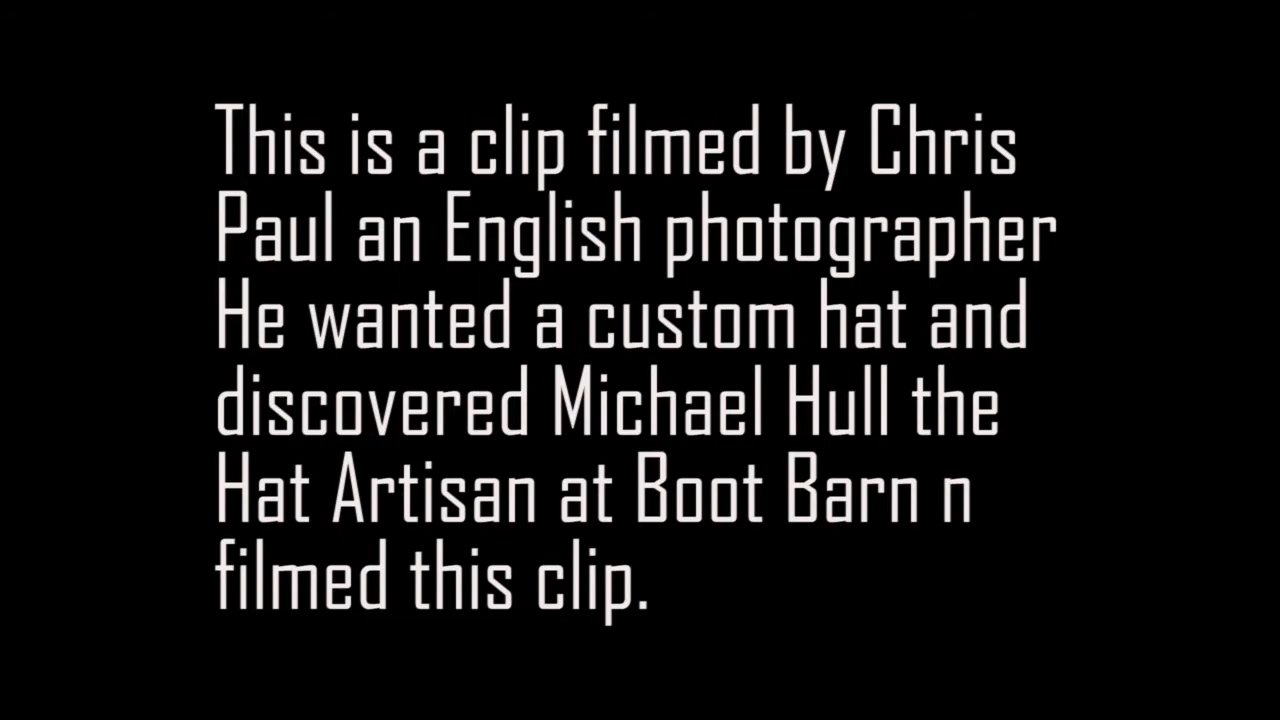 This is a clip filmed by Chris
Paul an English photographer
He wanted a custom hat and
discovered Michael Hull the
Hat Artisan at Boot Barn n
filmed this clip.